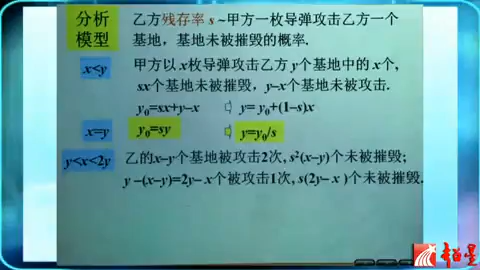 分析
模型
乙方残存率 s ~甲方一枚导弹攻击乙方一个
基地，基地未被摧毁的概率.
x<y
甲方以 x枚导弹攻击乙方 y个基地中的 x个,
sx个基地未被摧毁，y–x个基地未被攻击.
y₀=sx+y–x ⇨ y= y₀+(1–s)x
x=y
y₀=sy ⇨ y=y₀/s
y<x<2y
乙的x–y个基地被攻击2次, s²(x–y)个未被摧毁;
y –(x–y)=2y– x个被攻击1次, s(2y– x )个未被摧毁.